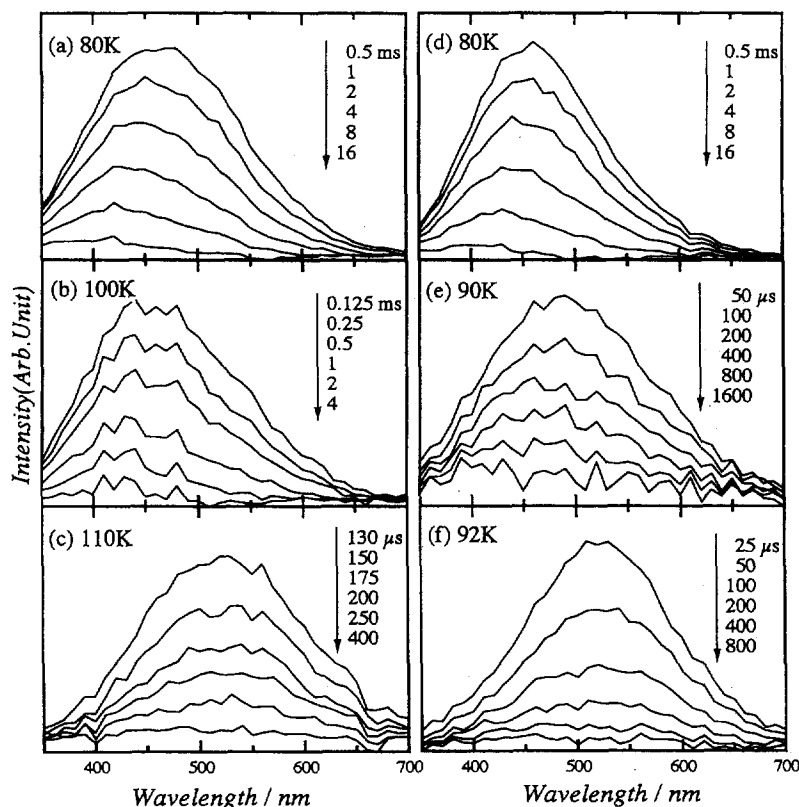 (a) 80K
0.5 ms
1
2
4
8
16
(d) 80K
0.5 ms
1
2
4
8
16
(b) 100K
0.125 ms
0.25
0.5
1
2
4
(e) 90K
50 μs
100
200
400
800
1600
(c) 110K
130 μs
150
175
200
250
400
(f) 92K
25 μs
50
100
200
400
800
Intensity(Arb.Unit)
400 500 600 700
400 500 600 700
Wavelength / nm
Wavelength / nm